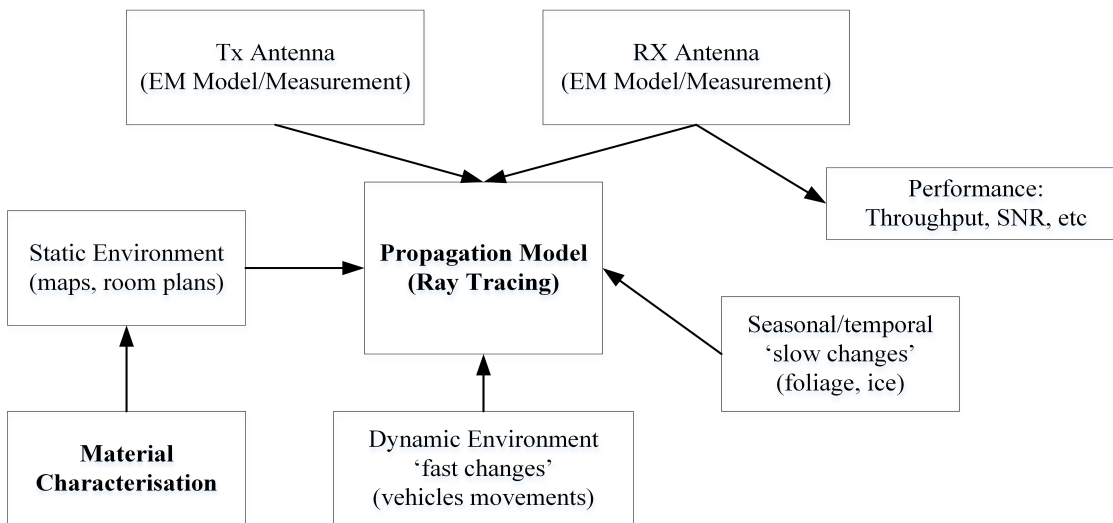 Tx Antenna
(EM Model/Measurement)
RX Antenna
(EM Model/Measurement)
Performance:
Throughput, SNR, etc
Static Environment
(maps, room plans)
Propagation Model
(Ray Tracing)
Seasonal/temporal
‘slow changes’
(foliage, ice)
Material
Characterisation
Dynamic Environment
‘fast changes’
(vehicles movements)